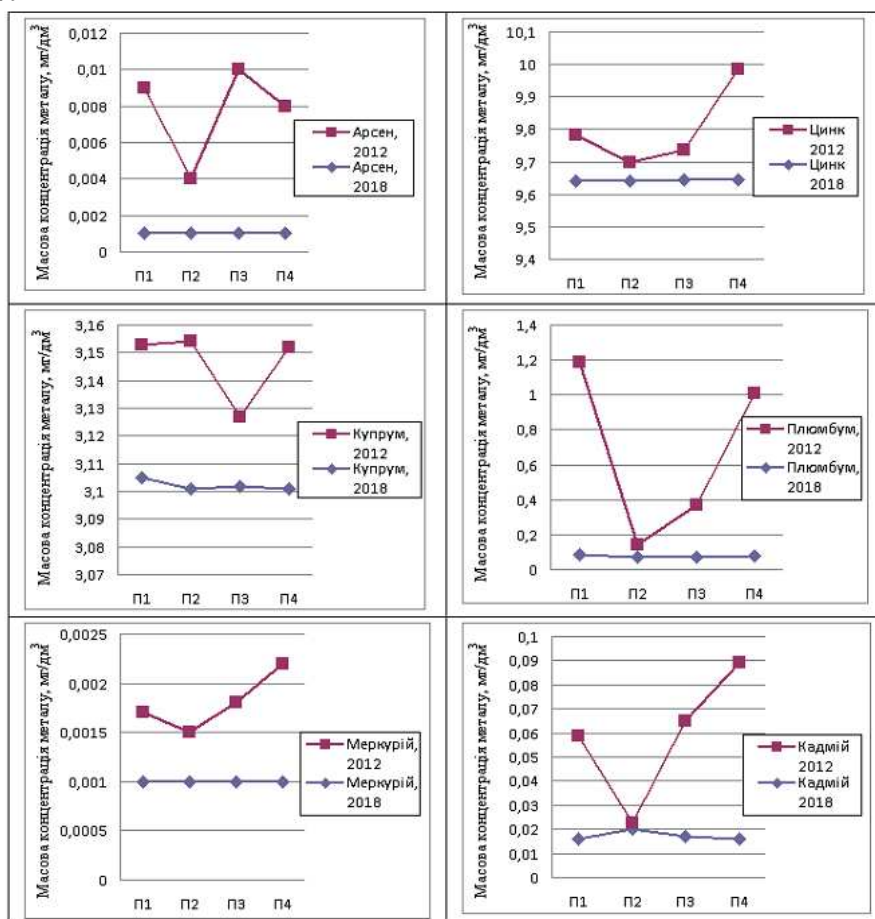 Масова концентрація металу, мг/дм³
0,012
0,01
0,008
0,006
0,004
0,002
0
П1 П2 П3 П4
Арсен,
2012
Арсен,
2018
Масова концентрація металу, мг/дм³
10,1
10
9,9
9,8
9,7
9,6
9,5
9,4
П1 П2 П3 П4
Цинк
2012
Цинк
2018
Масова концентрація металу, мг/дм³
3,16
3,15
3,14
3,13
3,12
3,11
3,1
3,09
3,08
3,07
П1 П2 П3 П4
Купрум,
2012
Купрум,
2018
Масова концентрація металу, мг/дм³
1,4
1,2
1
0,8
0,6
0,4
0,2
0
П1 П2 П3 П4
Плюмбум,
2012
Плюмбум,
2018
Масова концентрація металу, мг/дм³
0,0025
0,002
0,0015
0,001
0,0005
0
П1 П2 П3 П4
Меркурій,
2012
Меркурій,
2018
Масова концентрація металу, мг/дм³
0,1
0,09
0,08
0,07
0,06
0,05
0,04
0,03
0,02
0,01
0
П1 П2 П3 П4
Кадмій
2012
Кадмій
2018